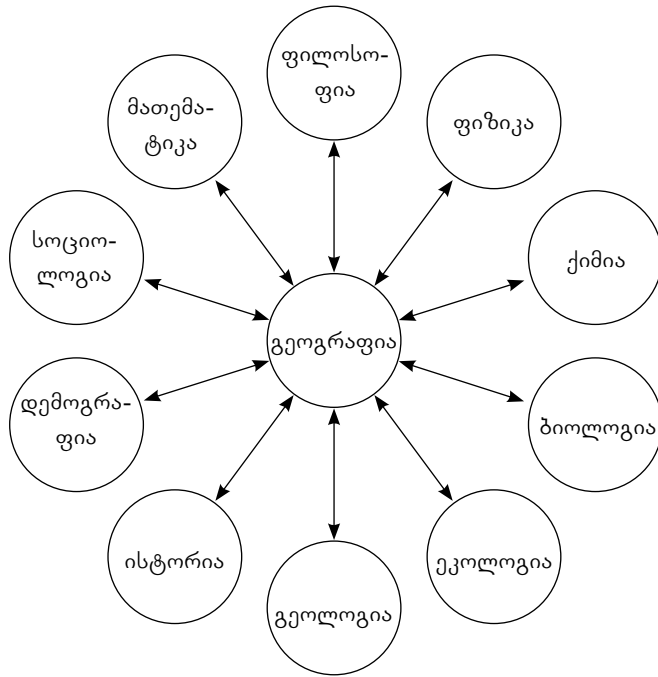 ფილოსო-
ფია
მათემა-
ტიკა
ფიზიკა
სოციო-
ლოგია
ქიმია
გეოგრაფია
დემოგრა-
ფია
ბიოლოგია
ისტორია
ეკოლოგია
გეოლოგია